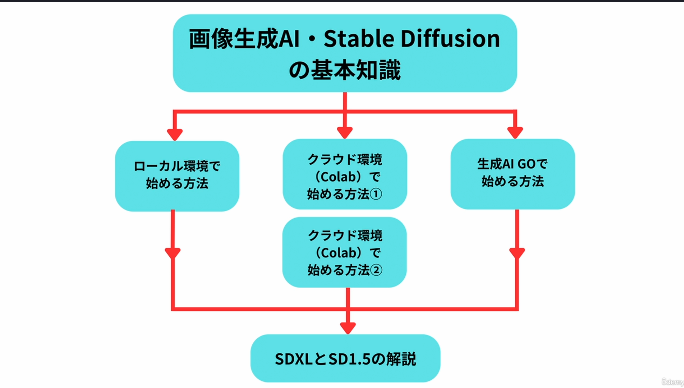 画像生成AI・Stable Diffusion
の基本知識
ローカル環境で
始める方法
クラウド環境
（Colab）で
始める方法①
生成AI GOで
始める方法
クラウド環境
（Colab）で
始める方法②
SDXLとSD1.5の解説